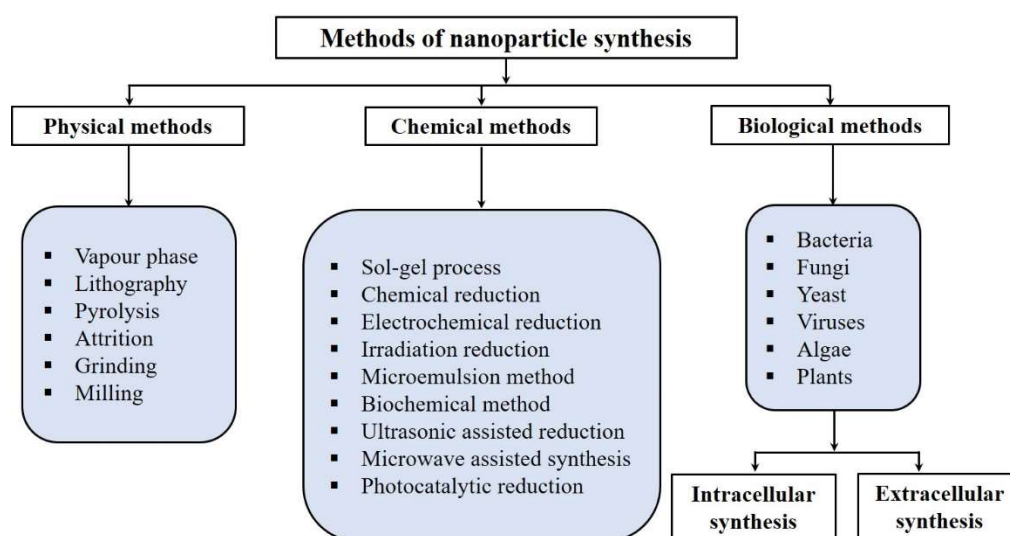 Methods of nanoparticle synthesis
Physical methods
Chemical methods
Biological methods
▪ Vapour phase
▪ Lithography
▪ Pyrolysis
▪ Attrition
▪ Grinding
▪ Milling
▪ Sol-gel process
▪ Chemical reduction
▪ Electrochemical reduction
▪ Irradiation reduction
▪ Microemulsion method
▪ Biochemical method
▪ Ultrasonic assisted reduction
▪ Microwave assisted synthesis
▪ Photocatalytic reduction
▪ Bacteria
▪ Fungi
▪ Yeast
▪ Viruses
▪ Algae
▪ Plants
Intracellular
synthesis
Extracellular
synthesis